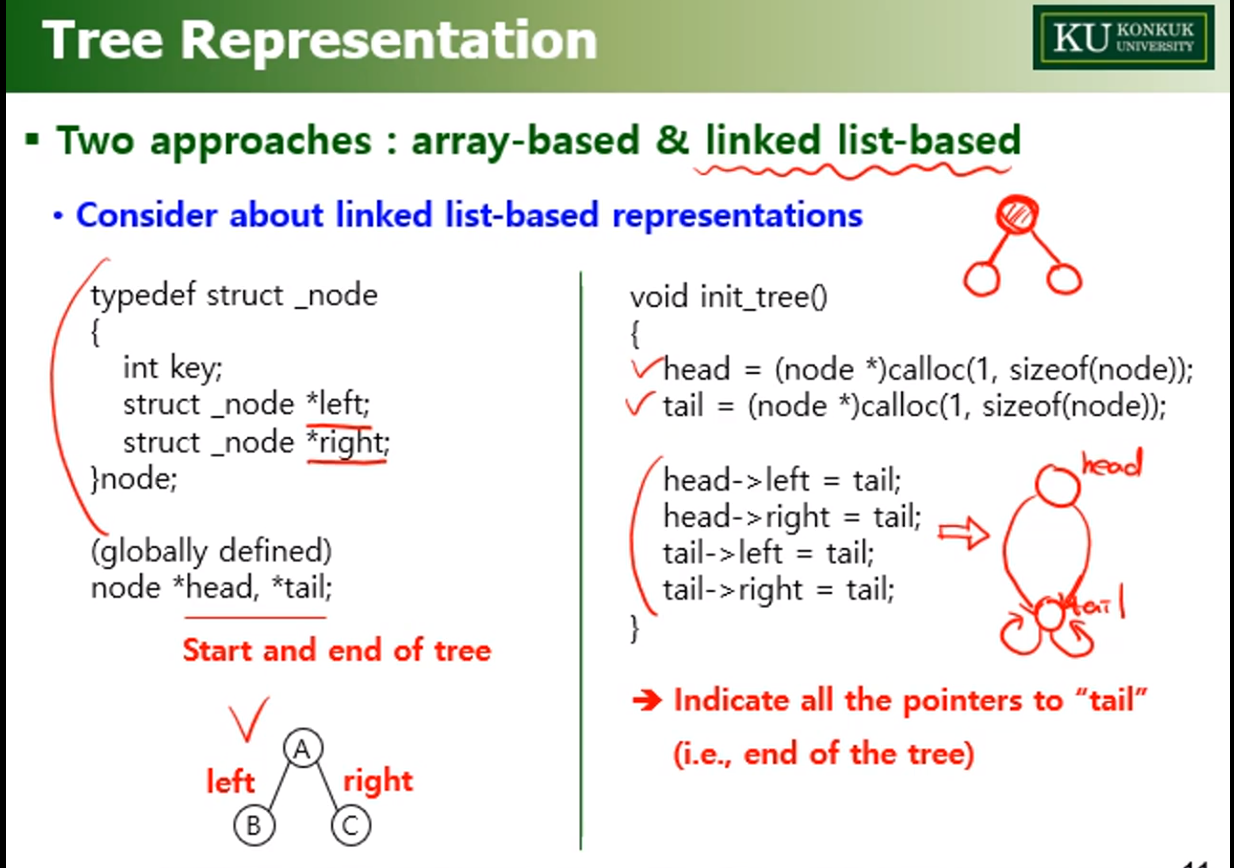 Tree Representation
KU KONKUK UNIVERSITY
▪ Two approaches : array-based & linked list-based
• Consider about linked list-based representations
typedef struct _node
{
int key;
struct _node *left;
struct _node *right;
}node;
(globally defined)
node *head, *tail;
Start and end of tree
A
left
right
B
C
void init_tree()
{
head = (node *)calloc(1, sizeof(node));
tail = (node *)calloc(1, sizeof(node));
head->left = tail;
head->right = tail;
tail->left = tail;
tail->right = tail;
}
head
tail
➔ Indicate all the pointers to “tail”
(i.e., end of the tree)